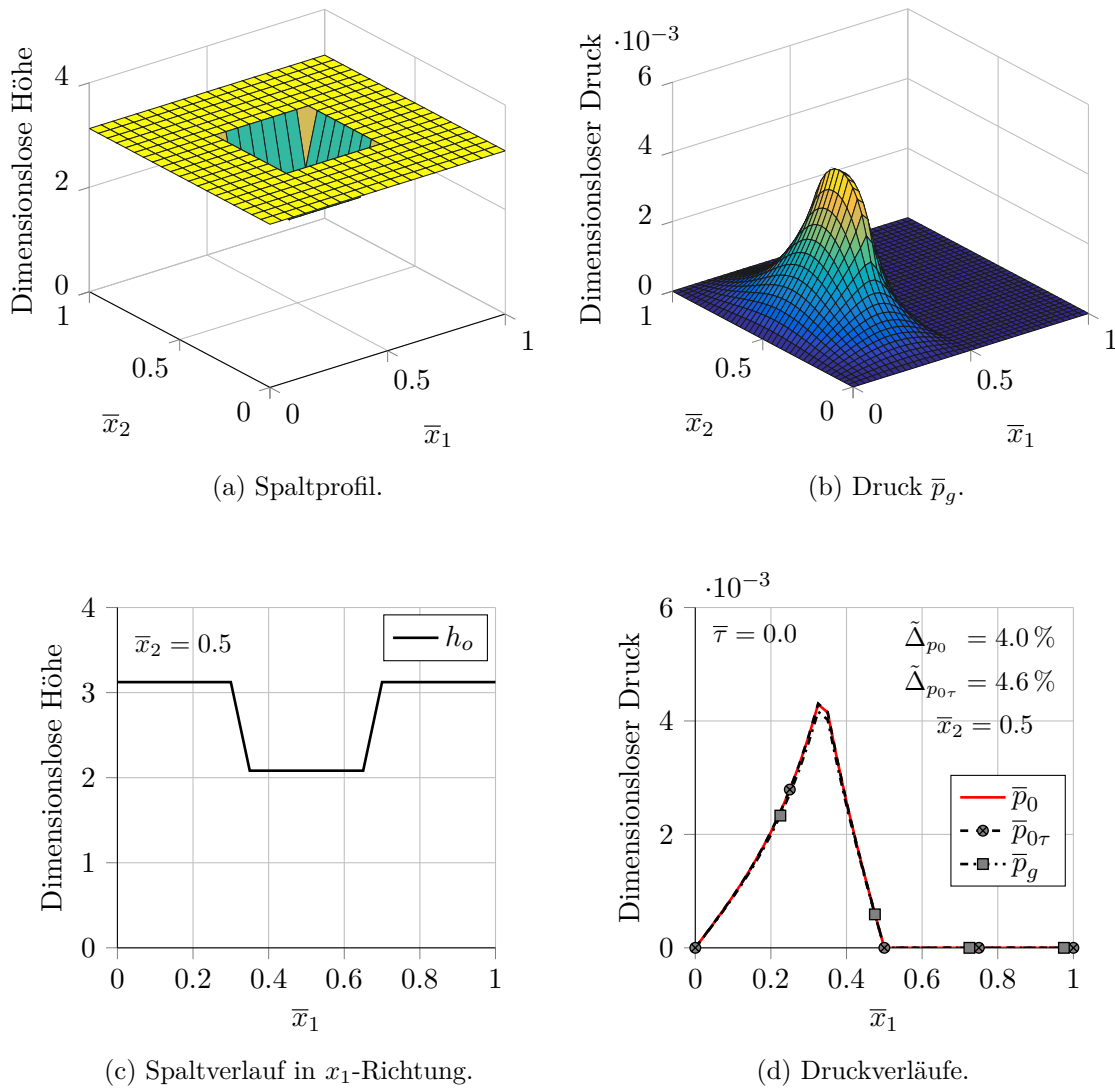 Dimensionslose Höhe
4
2
0
1
0.5
0
x̅₂
0
0.5
1
x̅₁
(a) Spaltprofil.
·10⁻³
Dimensionsloser Druck
6
4
2
0
1
0.5
0
x̅₂
0
0.5
1
x̅₁
(b) Druck p̅_g.
Dimensionslose Höhe
4
3
2
1
0
x̅₂ = 0.5
h_o
0 0.2 0.4 0.6 0.8 1
x̅₁
(c) Spaltverlauf in x₁-Richtung.
·10⁻³
Dimensionsloser Druck
6
4
2
0
τ̅ = 0.0
Δ̃_{p₀} = 4.0 %
Δ̃_{p₀τ} = 4.6 %
x̅₂ = 0.5
p̅₀
p̅₀τ
p̅_g
0 0.2 0.4 0.6 0.8 1
x̅₁
(d) Druckverläufe.